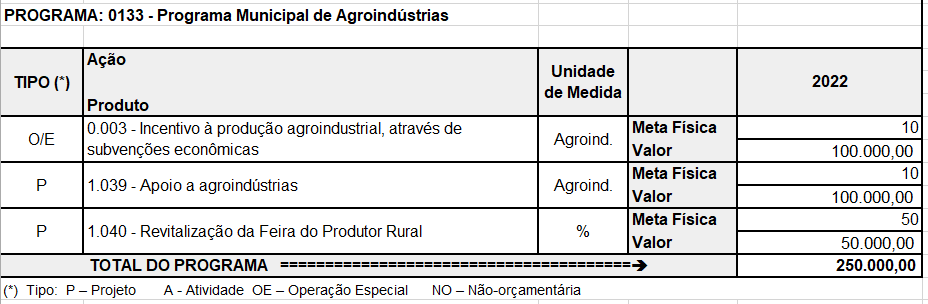 PROGRAMA: 0133 - Programa Municipal de Agroindústrias
TIPO (*)
Ação
Produto
Unidade
de Medida
2022
O/E
0.003 - Incentivo à produção agroindustrial, através de
subvenções econômicas
Agroind.
Meta Física
10
Valor
100.000,00
P
1.039 - Apoio a agroindústrias
Agroind.
Meta Física
10
Valor
100.000,00
P
1.040 - Revitalização da Feira do Produtor Rural
%
Meta Física
50
Valor
50.000,00
TOTAL DO PROGRAMA ========================================➔
250.000,00
(*) Tipo: P – Projeto A - Atividade OE – Operação Especial NO – Não-orçamentária